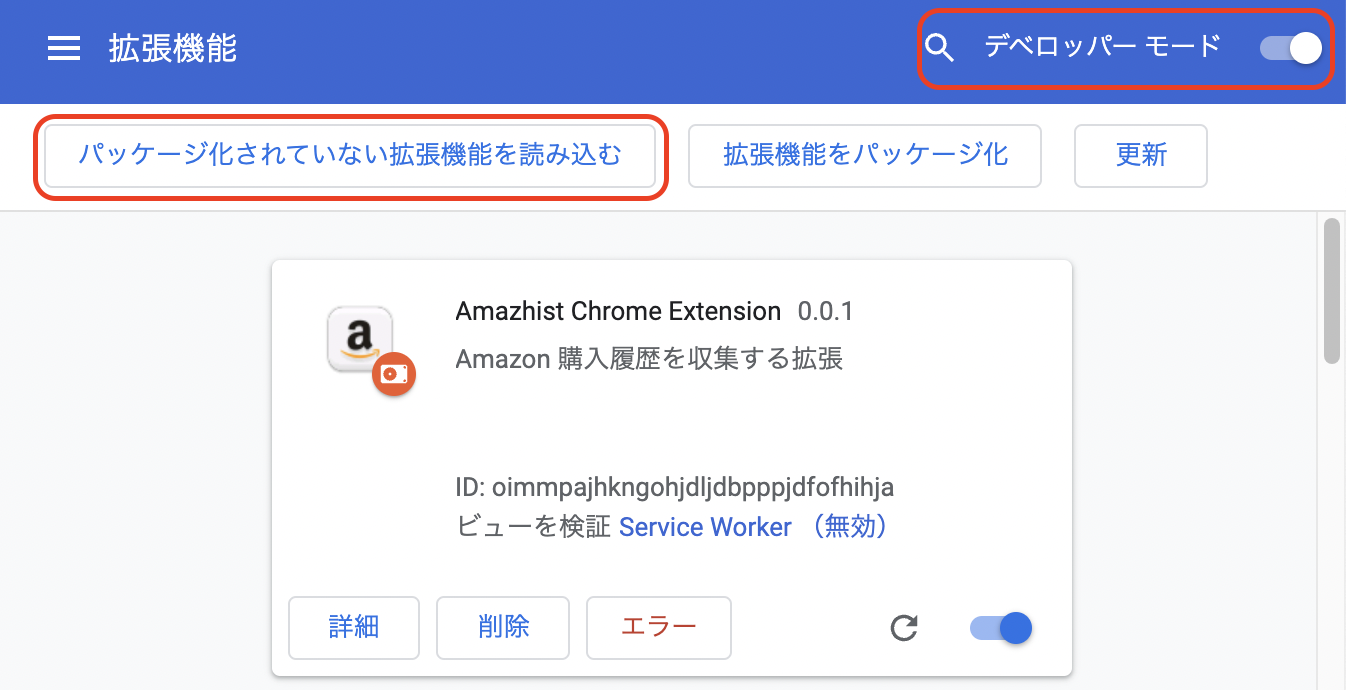 拡張機能
デベロッパー モード
パッケージ化されていない拡張機能を読み込む
拡張機能をパッケージ化
更新
a
Amazhist Chrome Extension 0.0.1
Amazon 購入履歴を収集する拡張
ID: oimmpajhkngohjdljdbpppjdfofhihja
ビューを検証 Service Worker （無効）
詳細
削除
エラー